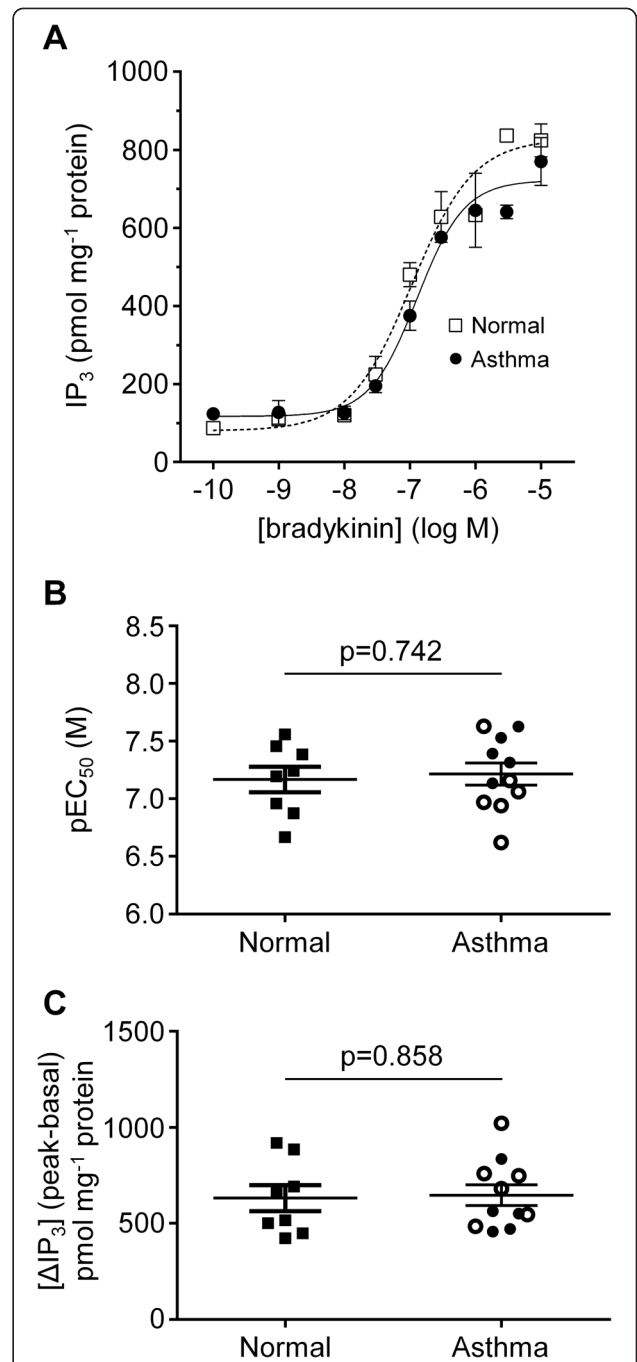 A
1000
800
600
400
200
0
IP₃ (pmol mg⁻¹ protein)
Normal
Asthma
-10 -9 -8 -7 -6 -5
[bradykinin] (log M)
B
8.5
8.0
7.5
7.0
6.5
6.0
pEC₅₀ (M)
p=0.742
Normal Asthma
C
1500
1000
500
0
[ΔIP₃] (peak-basal)
pmol mg⁻¹ protein
p=0.858
Normal Asthma